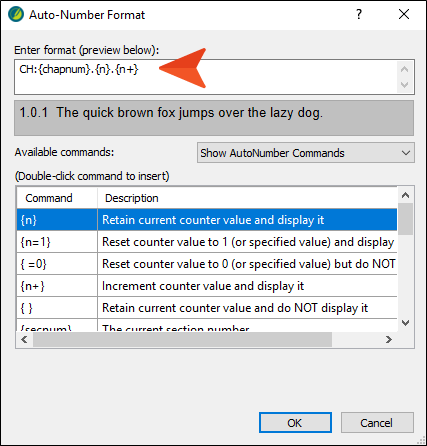 Auto-Number Format
Enter format (preview below):
CH:{chapnum}.{n}.{n+}
1.0.1 The quick brown fox jumps over the lazy dog.
Available commands:
Show AutoNumber Commands
(Double-click command to insert)
Command Description
{n} Retain current counter value and display it
{n=1} Reset counter value to 1 (or specified value) and display
{ =0} Reset counter value to 0 (or specified value) but do NOT
{n+} Increment counter value and display it
{ } Retain current counter value and do NOT display it
{secnum} The current section number
OK
Cancel